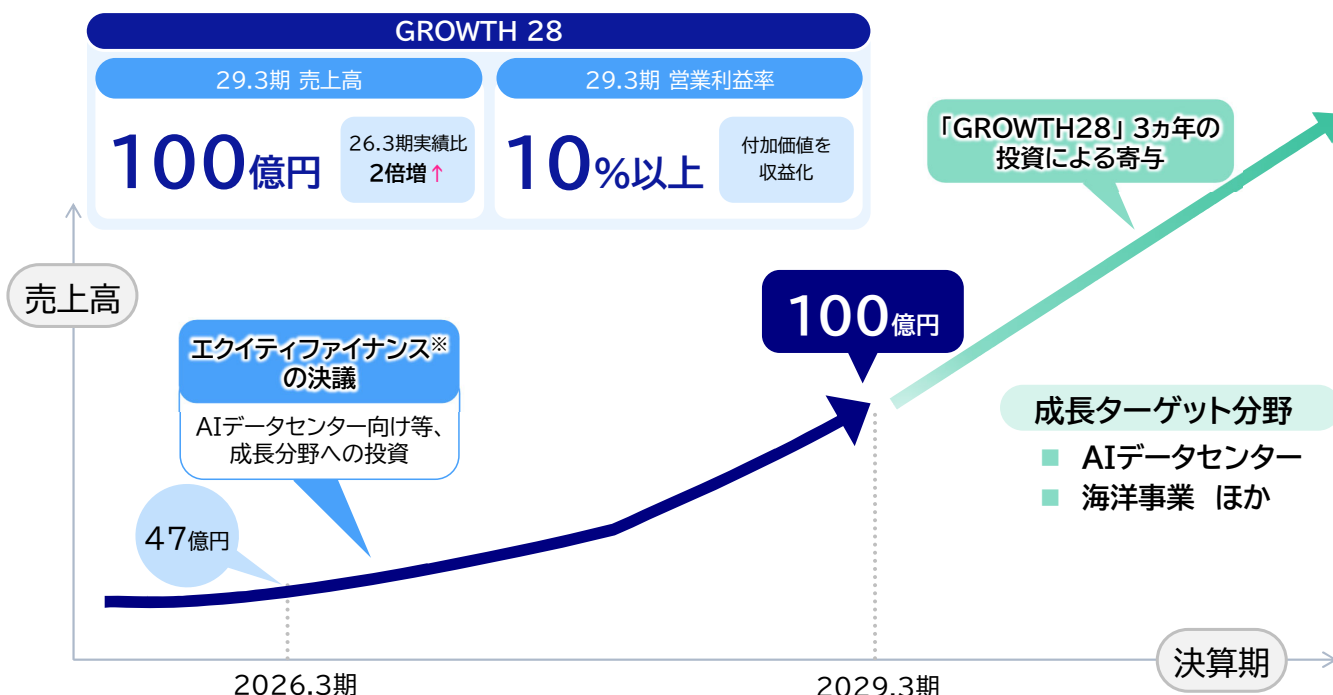 GROWTH 28
29.3期 売上高
100億円
26.3期実績比
2倍増↑
29.3期 営業利益率
10%以上
付加価値を
収益化
「GROWTH28」 3ヵ年の
投資による寄与
売上高
100億円
エクイティファイナンス※
の決議
AIデータセンター向け等、
成長分野への投資
47億円
成長ターゲット分野
■ AIデータセンター
■ 海洋事業 ほか
決算期
2026.3期
2029.3期